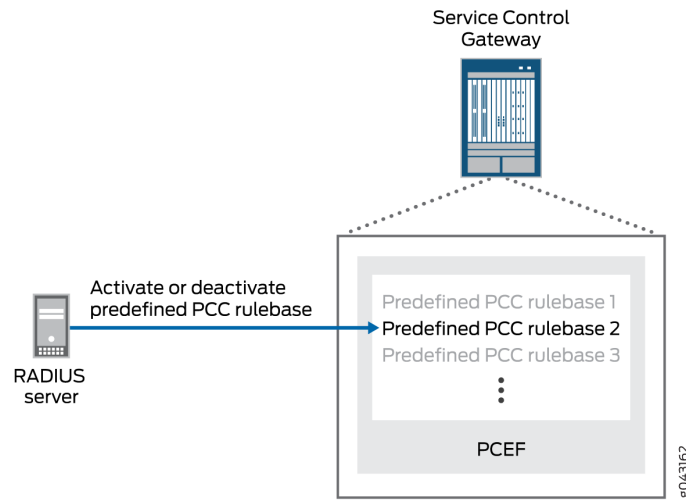 Service Control
Gateway
Activate or deactivate
predefined PCC rulebase
RADIUS
server
Predefined PCC rulebase 1
Predefined PCC rulebase 2
Predefined PCC rulebase 3
PCEF
g043162